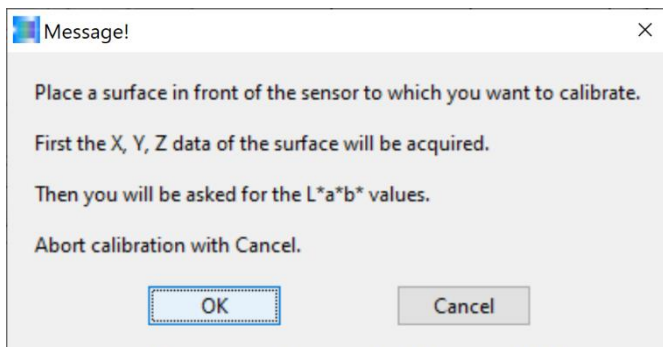 Message!
Place a surface in front of the sensor to which you want to calibrate.
First the X, Y, Z data of the surface will be acquired.
Then you will be asked for the L*a*b* values.
Abort calibration with Cancel.
OK Cancel